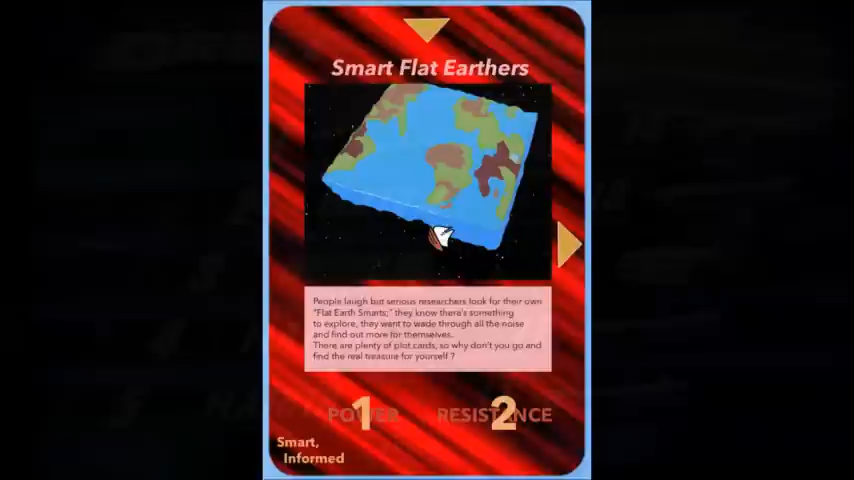 Smart Flat Earthers
People laugh but serious researchers look for their own
"Flat Earth Smarts;" they know there's something
to explore, they want to wade through all the noise
and find out more for themselves.
There are plenty of plot cards, so why don't you go and
find the real treasure for yourself ?
POWER 1 RESISTANCE 2
Smart,
Informed